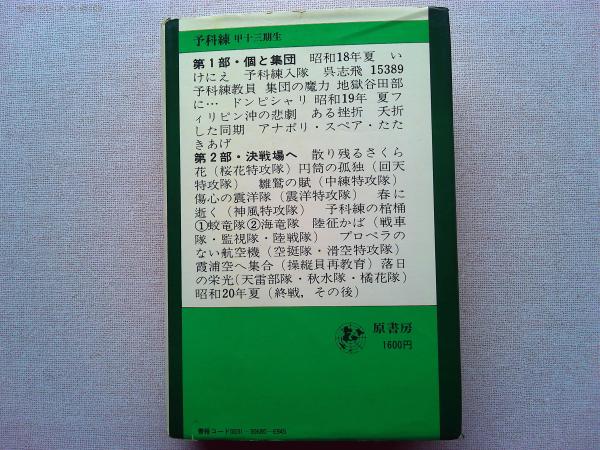 予科練 甲十三期生
第1部・個と集団　昭和18年夏　い
けにえ　予科練入隊　呉志飛 15389
予科練教員　集団の魔力　地獄谷田部
に…　ドンピシャリ 昭和19年　夏フ
ィリピン沖の悲劇　ある挫折　夭折
した同期　アナポリ・スペア・たた
きあげ
第2部・決戦場へ　散り残るさくら
花（桜花特攻隊）円筒の孤独（回天
特攻隊）　雛鷲の賦（中練特攻隊）
傷心の震洋隊（震洋特攻隊）　春に
逝く（神風特攻隊）　予科練の棺桶
①蛟竜隊②海竜隊　陸征かば（戦車
隊・監視隊・陸戦隊）　プロペラの
ない航空機（空挺・滑空特攻隊）
霞浦空へ集合（操縦員再教育）落日
の栄光（天雷部隊・秋水隊・橘花隊）
昭和20年夏（終戦，その後）
原書房
1600円